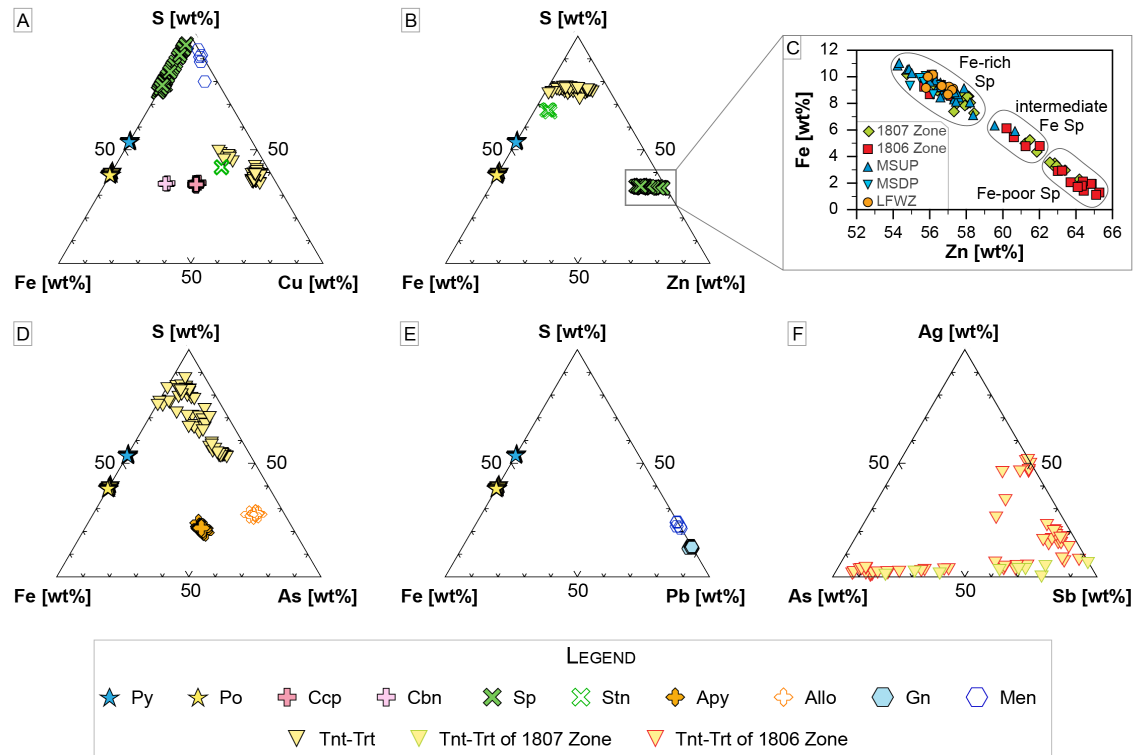 A
S [wt%]
50
50
50
Fe [wt%]
Cu [wt%]
B
S [wt%]
50
50
50
Fe [wt%]
Zn [wt%]
C
12
10
8
6
4
2
0
Fe [wt%]
Fe-rich
Sp
intermediate
Fe Sp
Fe-poor Sp
1807 Zone
1806 Zone
MSUP
MSDP
LFWZ
52 54 56 58 60 62 64 66
Zn [wt%]
D
S [wt%]
50
50
Fe [wt%]
50
As [wt%]
E
S [wt%]
50
50
Fe [wt%]
50
Pb [wt%]
F
Ag [wt%]
50
50
As [wt%]
50
Sb [wt%]
LEGEND
Py Po Ccp Cbn Sp Stn Apy Allo Gn Men
Tnt-Trt Tnt-Trt of 1807 Zone Tnt-Trt of 1806 Zone